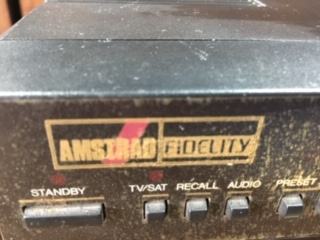 AMSTRAD FiDELITY
STANDBY TV/SAT RECALL AUDIO PRESET